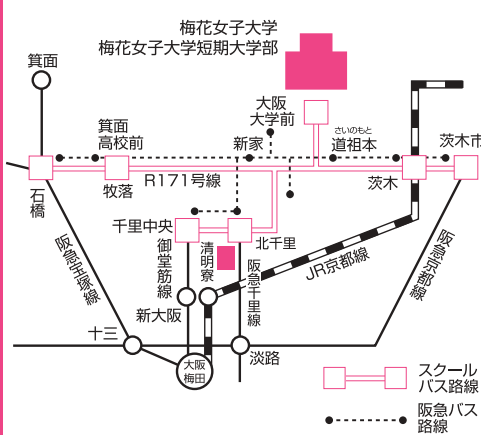 梅花女子大学
梅花女子大学短期大学部
箕面
大阪
大学前
箕面
高校前
新家
さいのもと
道祖本
茨木市
石橋
牧落
R171号線
茨木
千里中央
北千里
御堂筋線
清明寮
阪急千里線
阪急宝塚線
JR京都線
阪急京都線
新大阪
十三
淡路
大阪
梅田
スクール
バス路線
阪急バス
路線